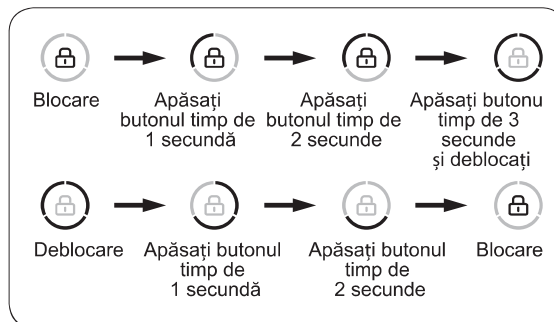 Blocare
Apăsați
butonul timp de
1 secundă
Apăsați
butonul timp de
2 secunde
Apăsați butonu
timp de 3
secunde
și deblocați
Deblocare
Apăsați butonul
timp de
1 secundă
Apăsați butonul
timp de
2 secunde
Blocare